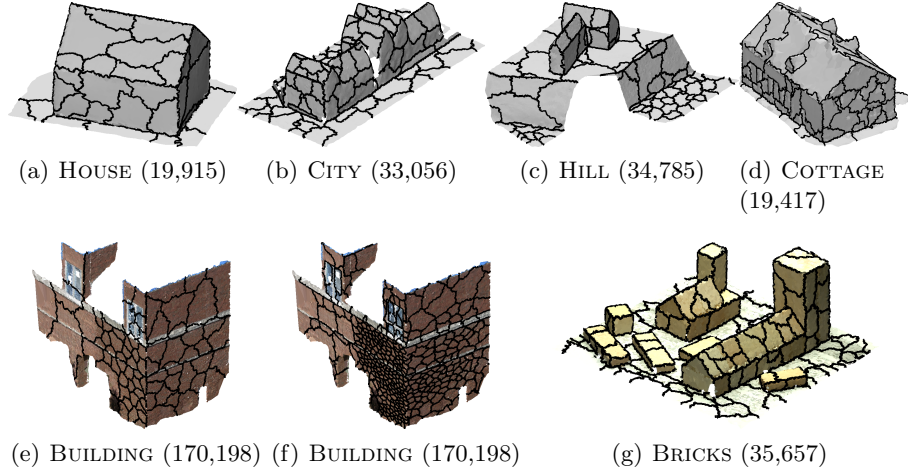 (a) House (19,915)
(b) City (33,056)
(c) Hill (34,785)
(d) Cottage
(19,417)
(e) Building (170,198)
(f) Building (170,198)
(g) Bricks (35,657)